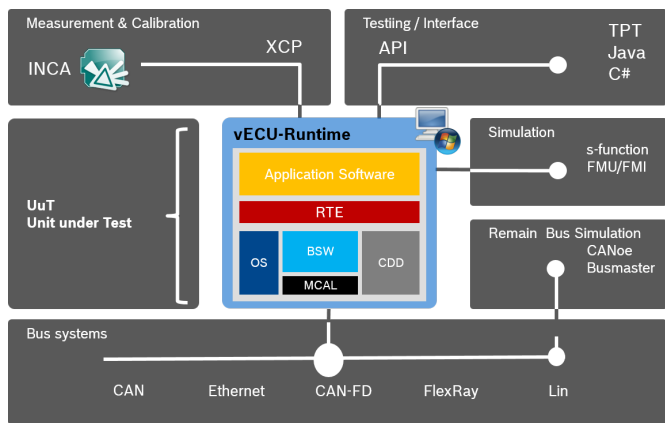 Measurement & Calibration
INCA
XCP
Testiing / Interface
API
TPT
Java
C#
UuT
Unit under Test
vECU-Runtime
Application Software
RTE
OS
BSW
MCAL
CDD
Simulation
s-function
FMU/FMI
Remain Bus Simulation
CANoe
Busmaster
Bus systems
CAN Ethernet CAN-FD FlexRay Lin